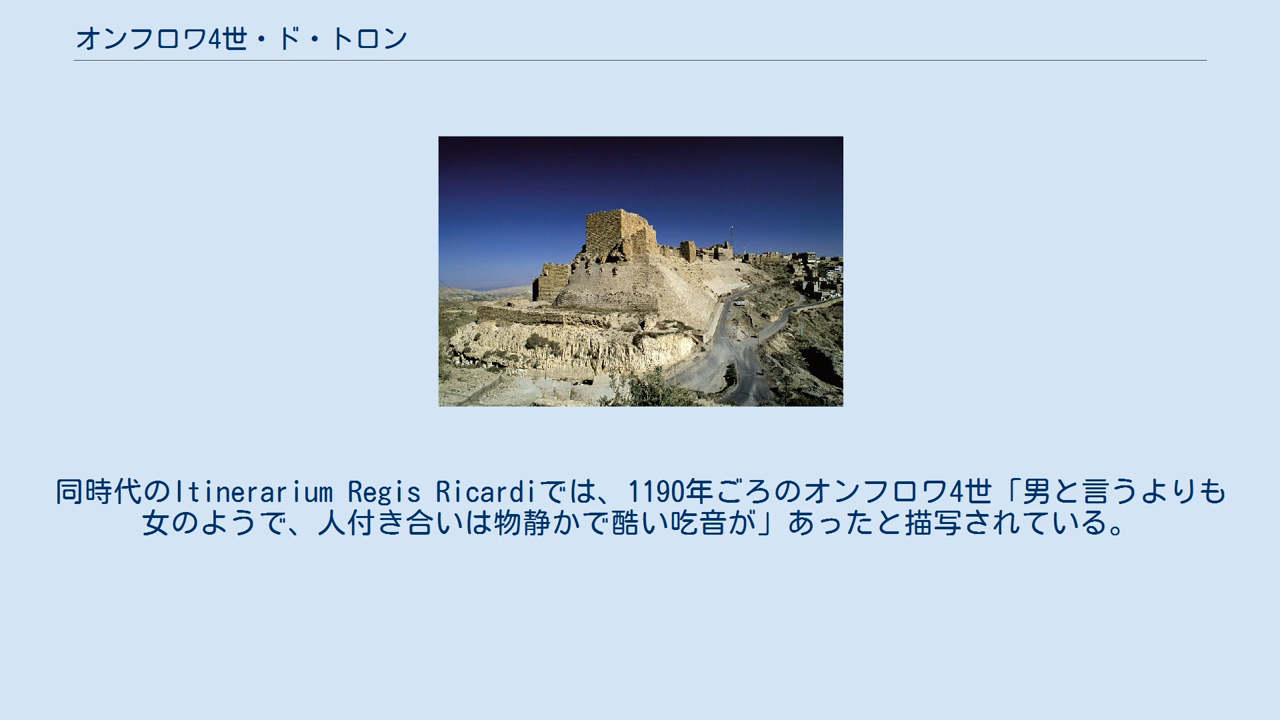 オンフロワ4世・ド・トロン
同時代のItinerarium Regis Ricardiでは、1190年ごろのオンフロワ4世「男と言うよりも
女のようで、人付き合いは物静かで酷い吃音が」あったと描写されている。